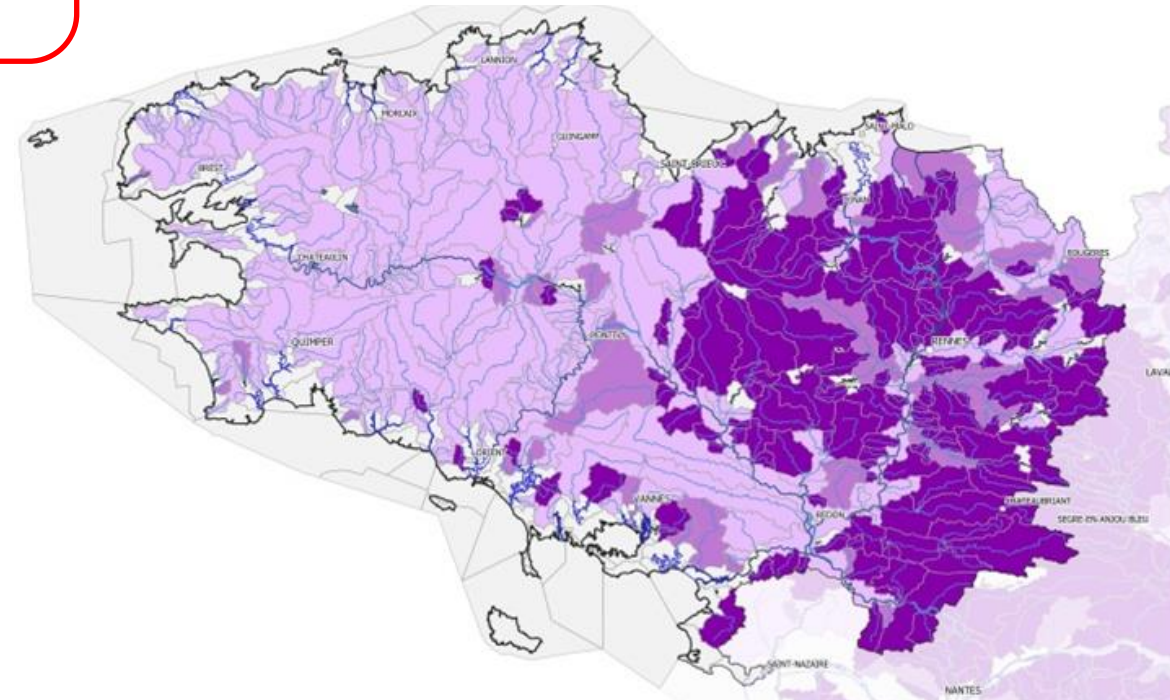 LANNION
MORLAIX
GUINGAMP
SAINT-MALO
SAINT-BRIEUC
BREST
DINAN
CHATEAULIN
FOUGERES
QUIMPER
PONTIVY
RENNES
LAVAL
LORIENT
VANNES
CHATEAUBRIANT
REDON
SEGRE-EN-ANJOU BLEU
SAINT-NAZAIRE
NANTES